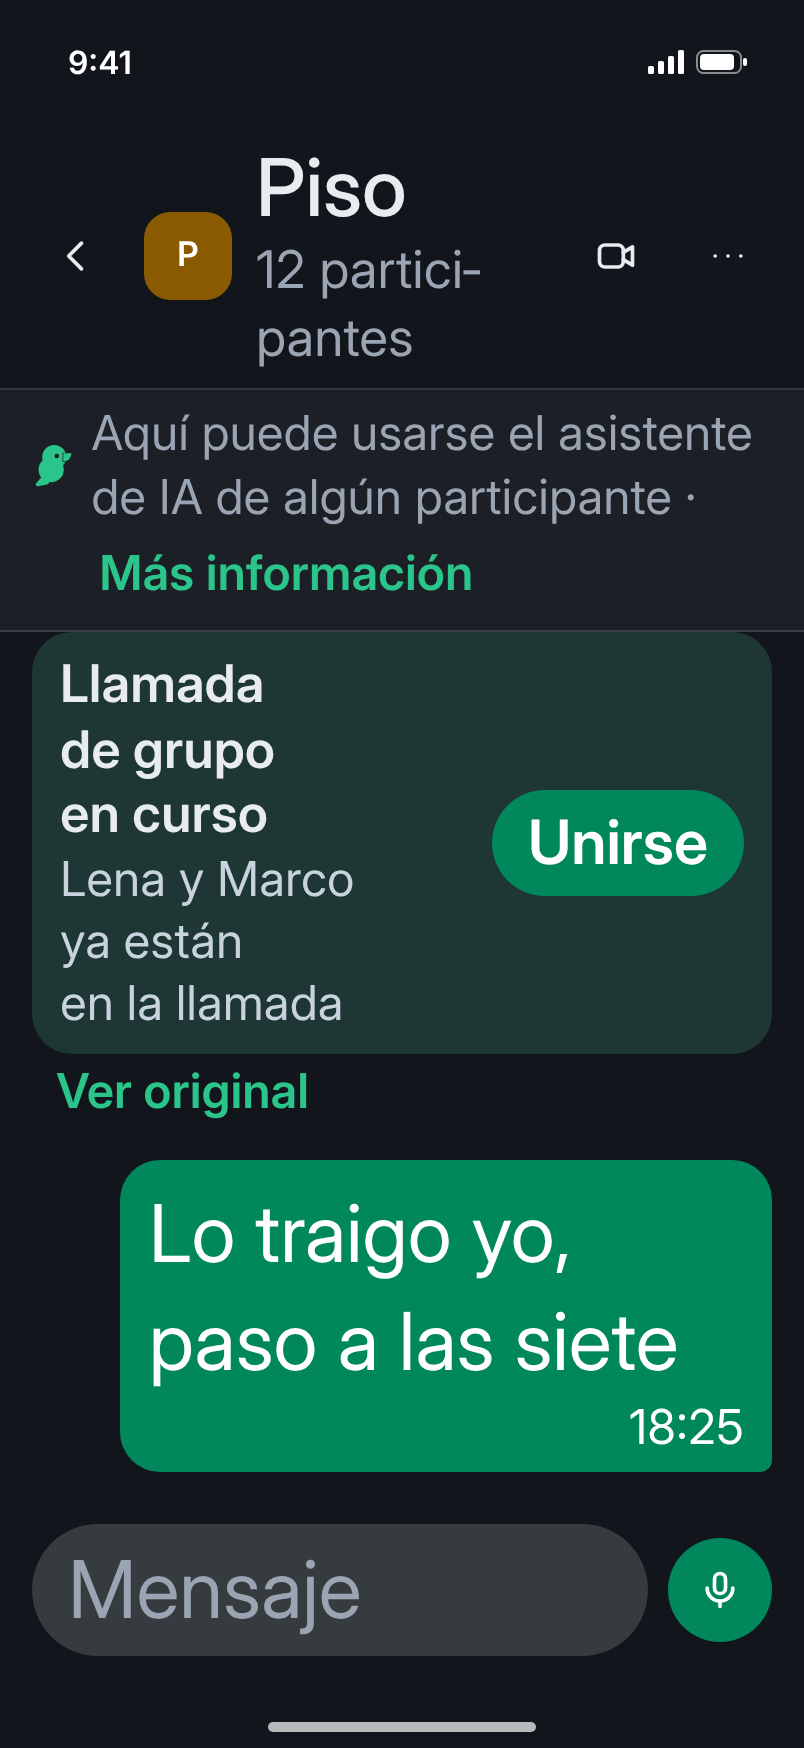 9:41
P
Piso
12 partici-
pantes
Aquí puede usarse el asistente
de IA de algún participante ·
Más información
Llamada
de grupo
en curso
Lena y Marco
ya están
en la llamada
Unirse
Ver original
Lo traigo yo,
paso a las siete
18:25
Mensaje